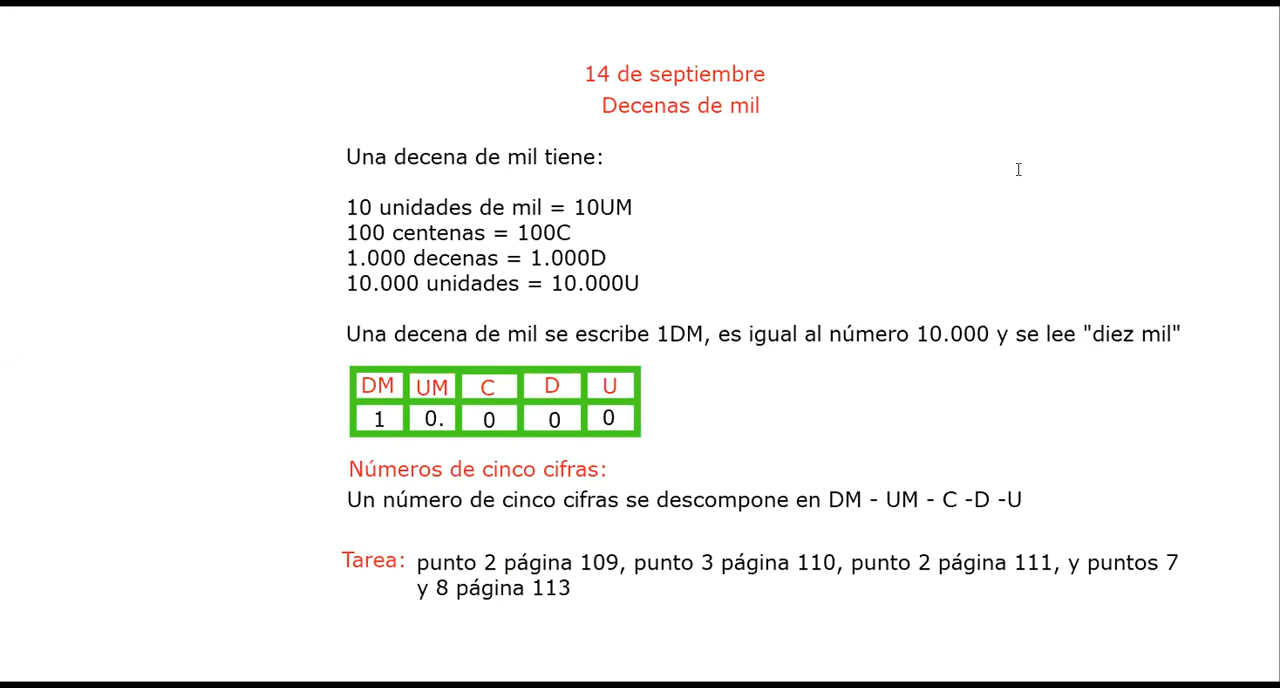 14 de septiembre
Decenas de mil
Una decena de mil tiene:
10 unidades de mil = 10UM
100 centenas = 100C
1.000 decenas = 1.000D
10.000 unidades = 10.000U
Una decena de mil se escribe 1DM, es igual al número 10.000 y se lee "diez mil"
DM UM C D U
1 0. 0 0 0
Números de cinco cifras:
Un número de cinco cifras se descompone en DM - UM - C -D -U
Tarea: punto 2 página 109, punto 3 página 110, punto 2 página 111, y puntos 7
y 8 página 113